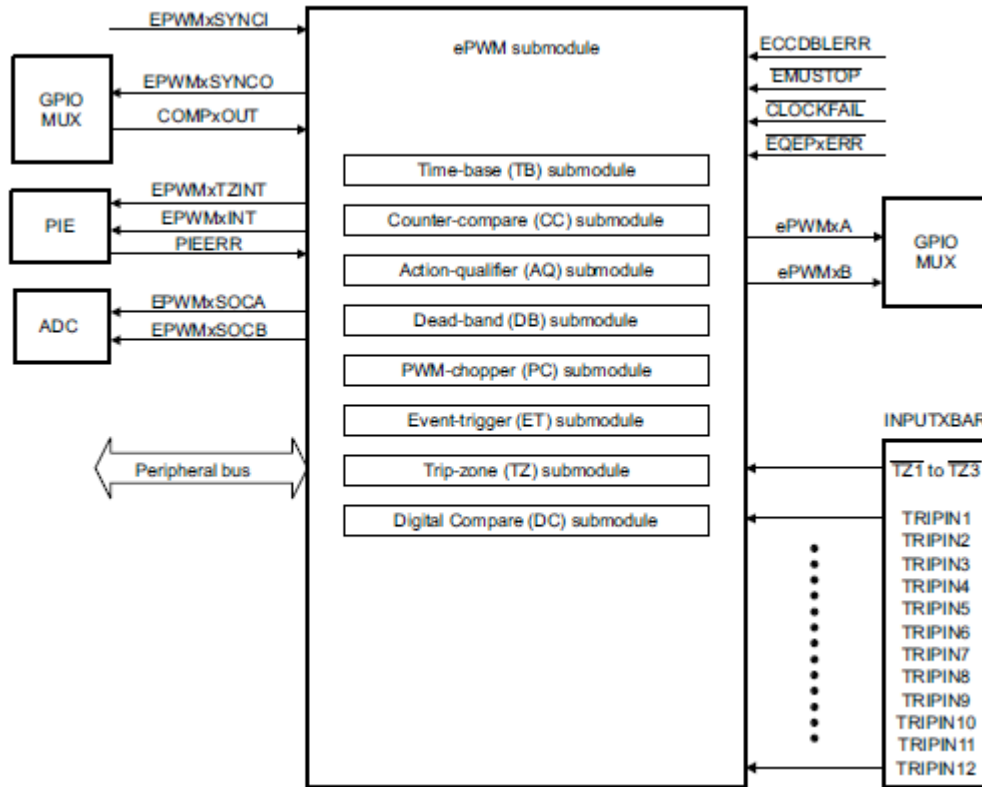 EPWMxSYNCI
ePWM submodule
ECCDBLERR
EMUSTOP
CLOCKFAIL
EQEPxERR
GPIO
MUX
EPWMxSYNCO
COMPxOUT
Time-base (TB) submodule
PIE
EPWMxTZINT
EPWMxINT
PIEERR
Counter-compare (CC) submodule
ePWMxA
ePWMxB
GPIO
MUX
Action-qualifier (AQ) submodule
ADC
EPWMxSOCA
EPWMxSOCB
Dead-band (DB) submodule
PWM-chopper (PC) submodule
Event-trigger (ET) submodule
INPUTXBAR
Peripheral bus
Trip-zone (TZ) submodule
TZ1 to TZ3
Digital Compare (DC) submodule
TRIPIN1
TRIPIN2
TRIPIN3
TRIPIN4
TRIPIN5
TRIPIN6
TRIPIN7
TRIPIN8
TRIPIN9
TRIPIN10
TRIPIN11
TRIPIN12